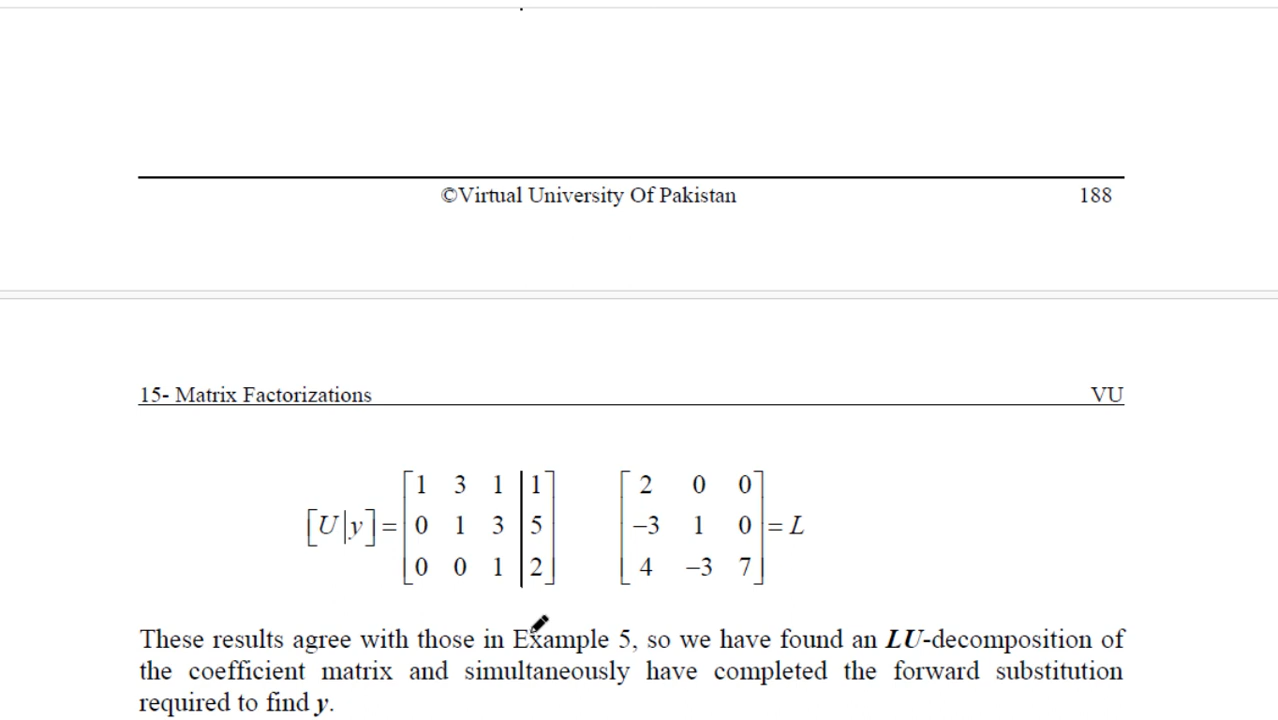 ©Virtual University Of Pakistan 188
15- Matrix Factorizations VU
1 3 1 | 1 2 0 0
[U|y] = 0 1 3 | 5 −3 1 0 = L
0 0 1 | 2 4 −3 7
These results agree with those in Example 5, so we have found an LU-decomposition of
the coefficient matrix and simultaneously have completed the forward substitution
required to find y.